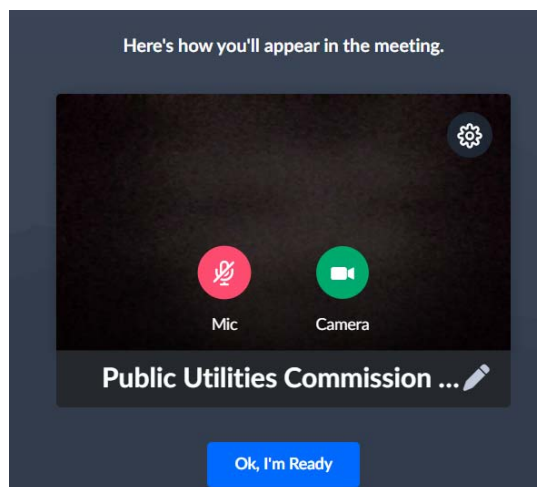 Here's how you'll appear in the meeting.
Mic Camera
Public Utilities Commission ...
Ok, I'm Ready